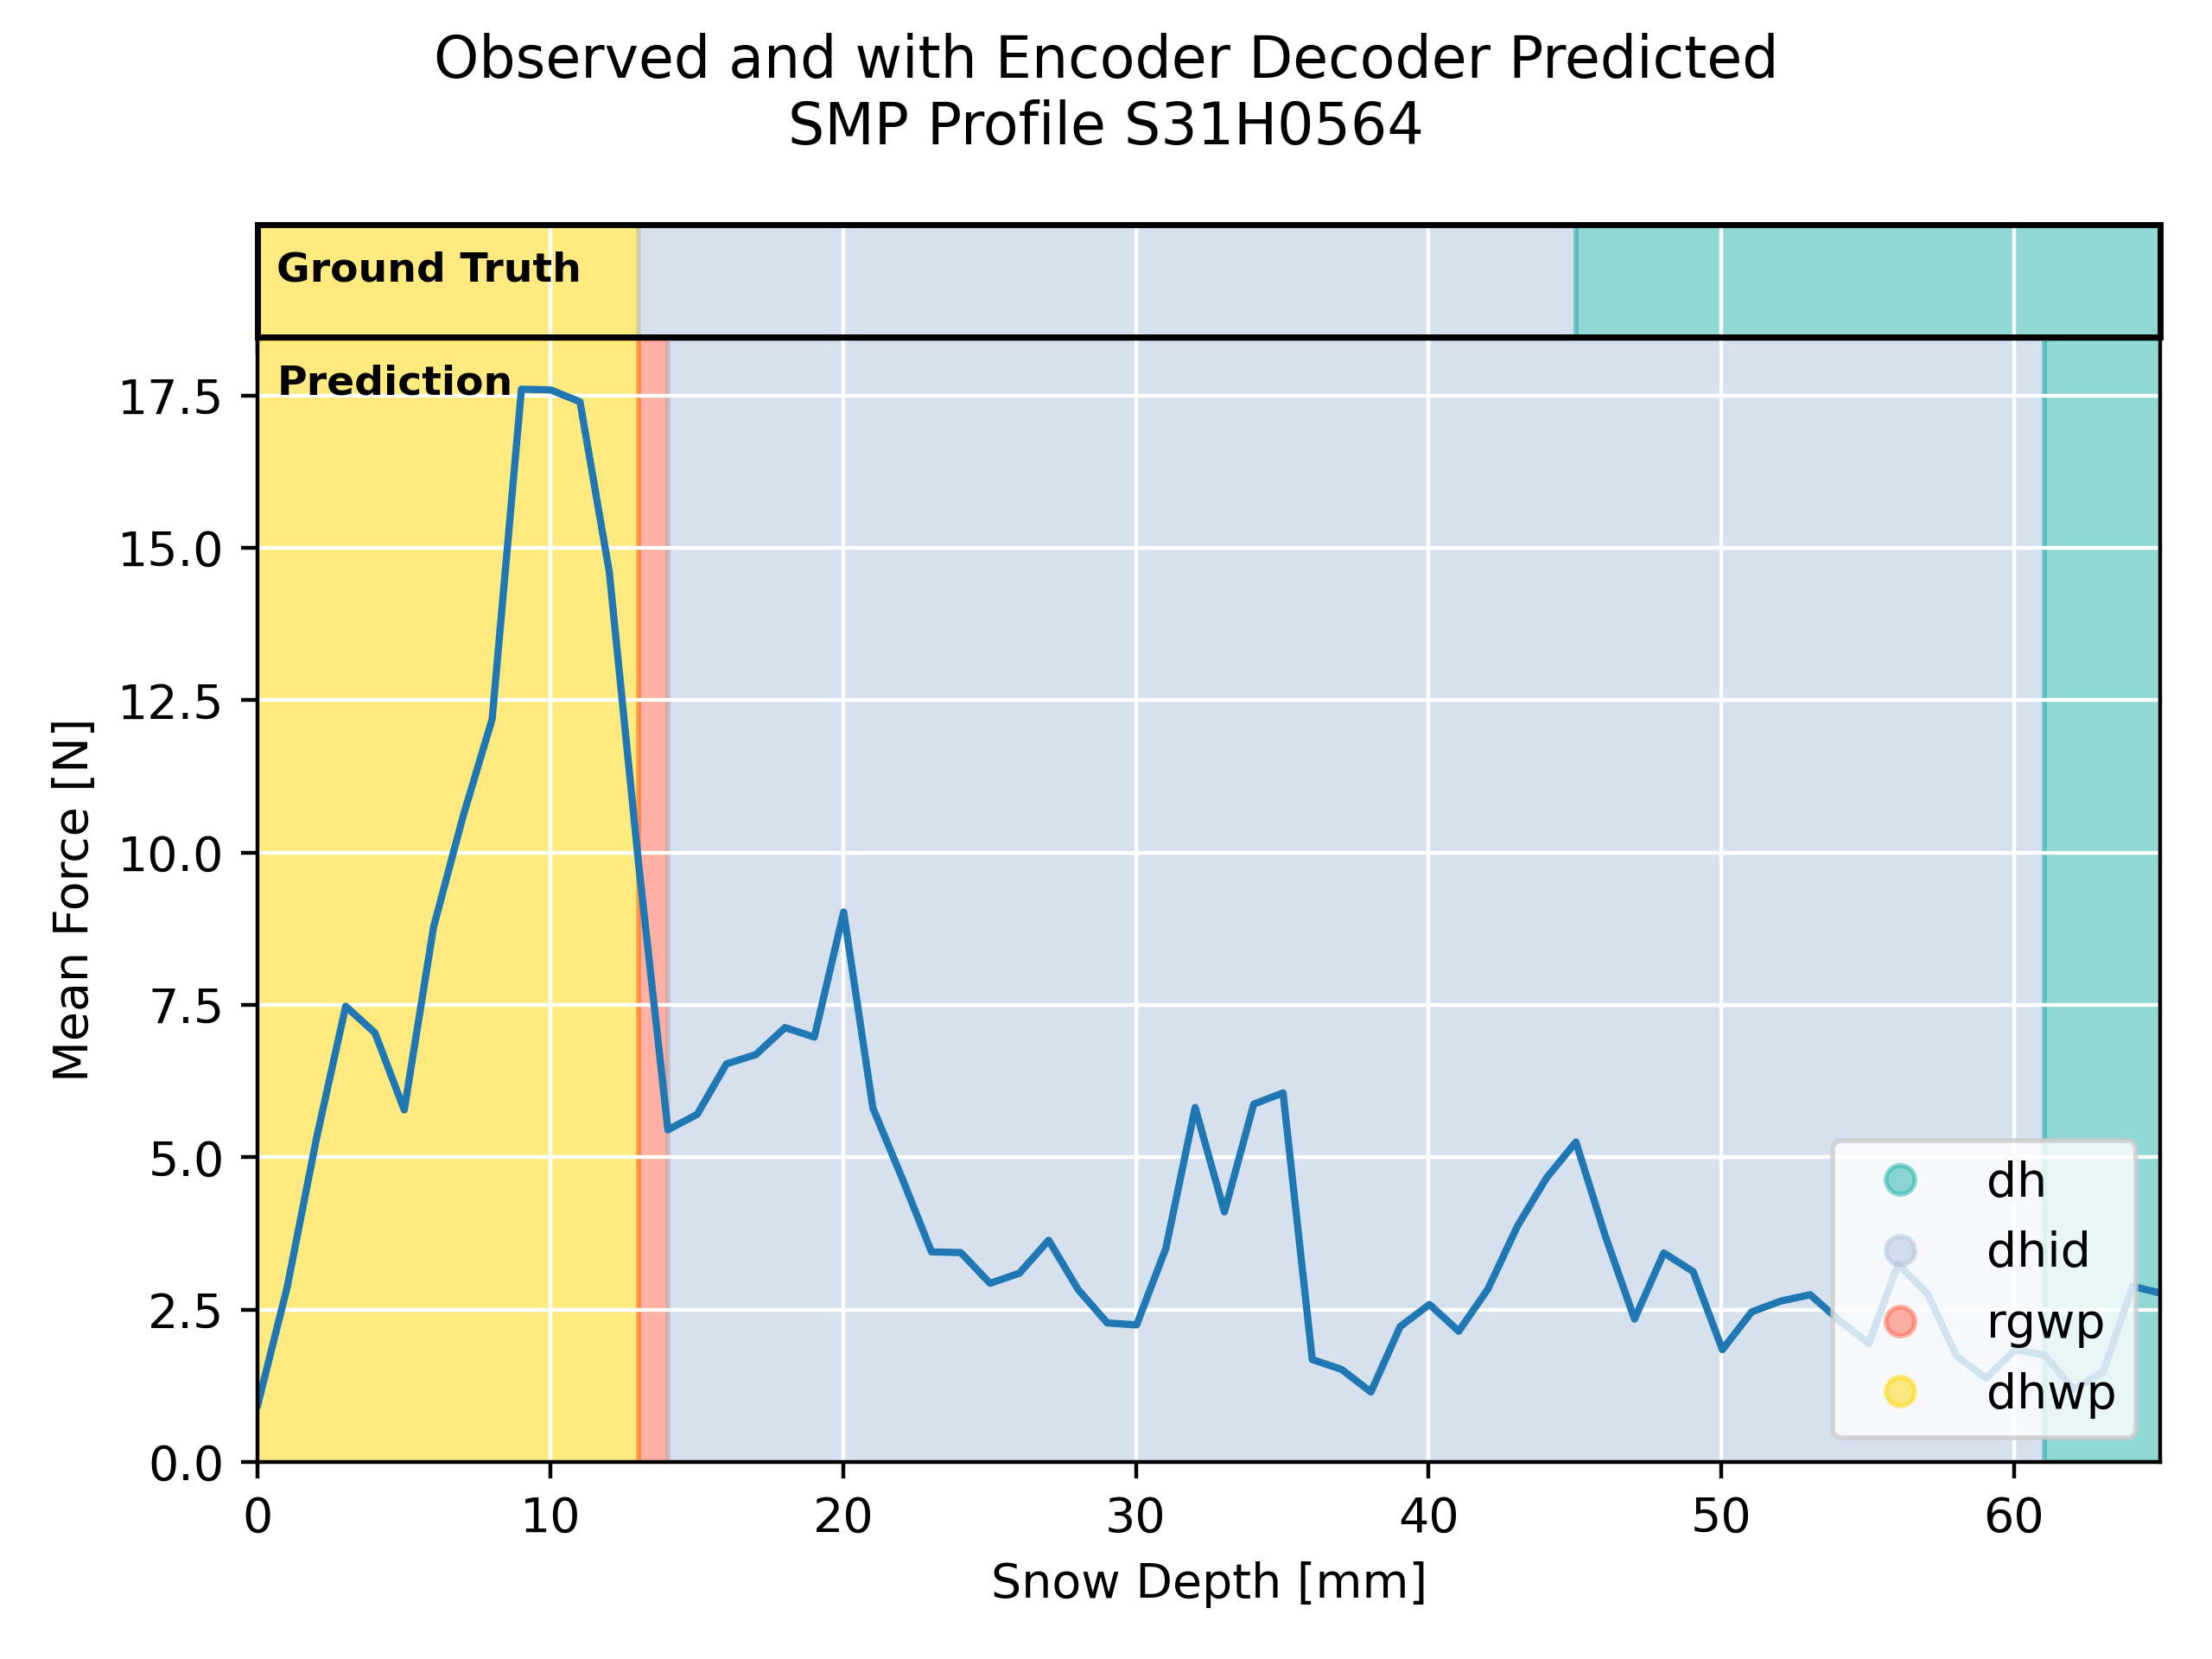 Observed and with Encoder Decoder Predicted
SMP Profile S31H0564
Ground Truth
Prediction
17.5
15.0
12.5
10.0
7.5
5.0
2.5
0.0
Mean Force [N]
dh
dhid
rgwp
dhwp
0 10 20 30 40 50 60
Snow Depth [mm]